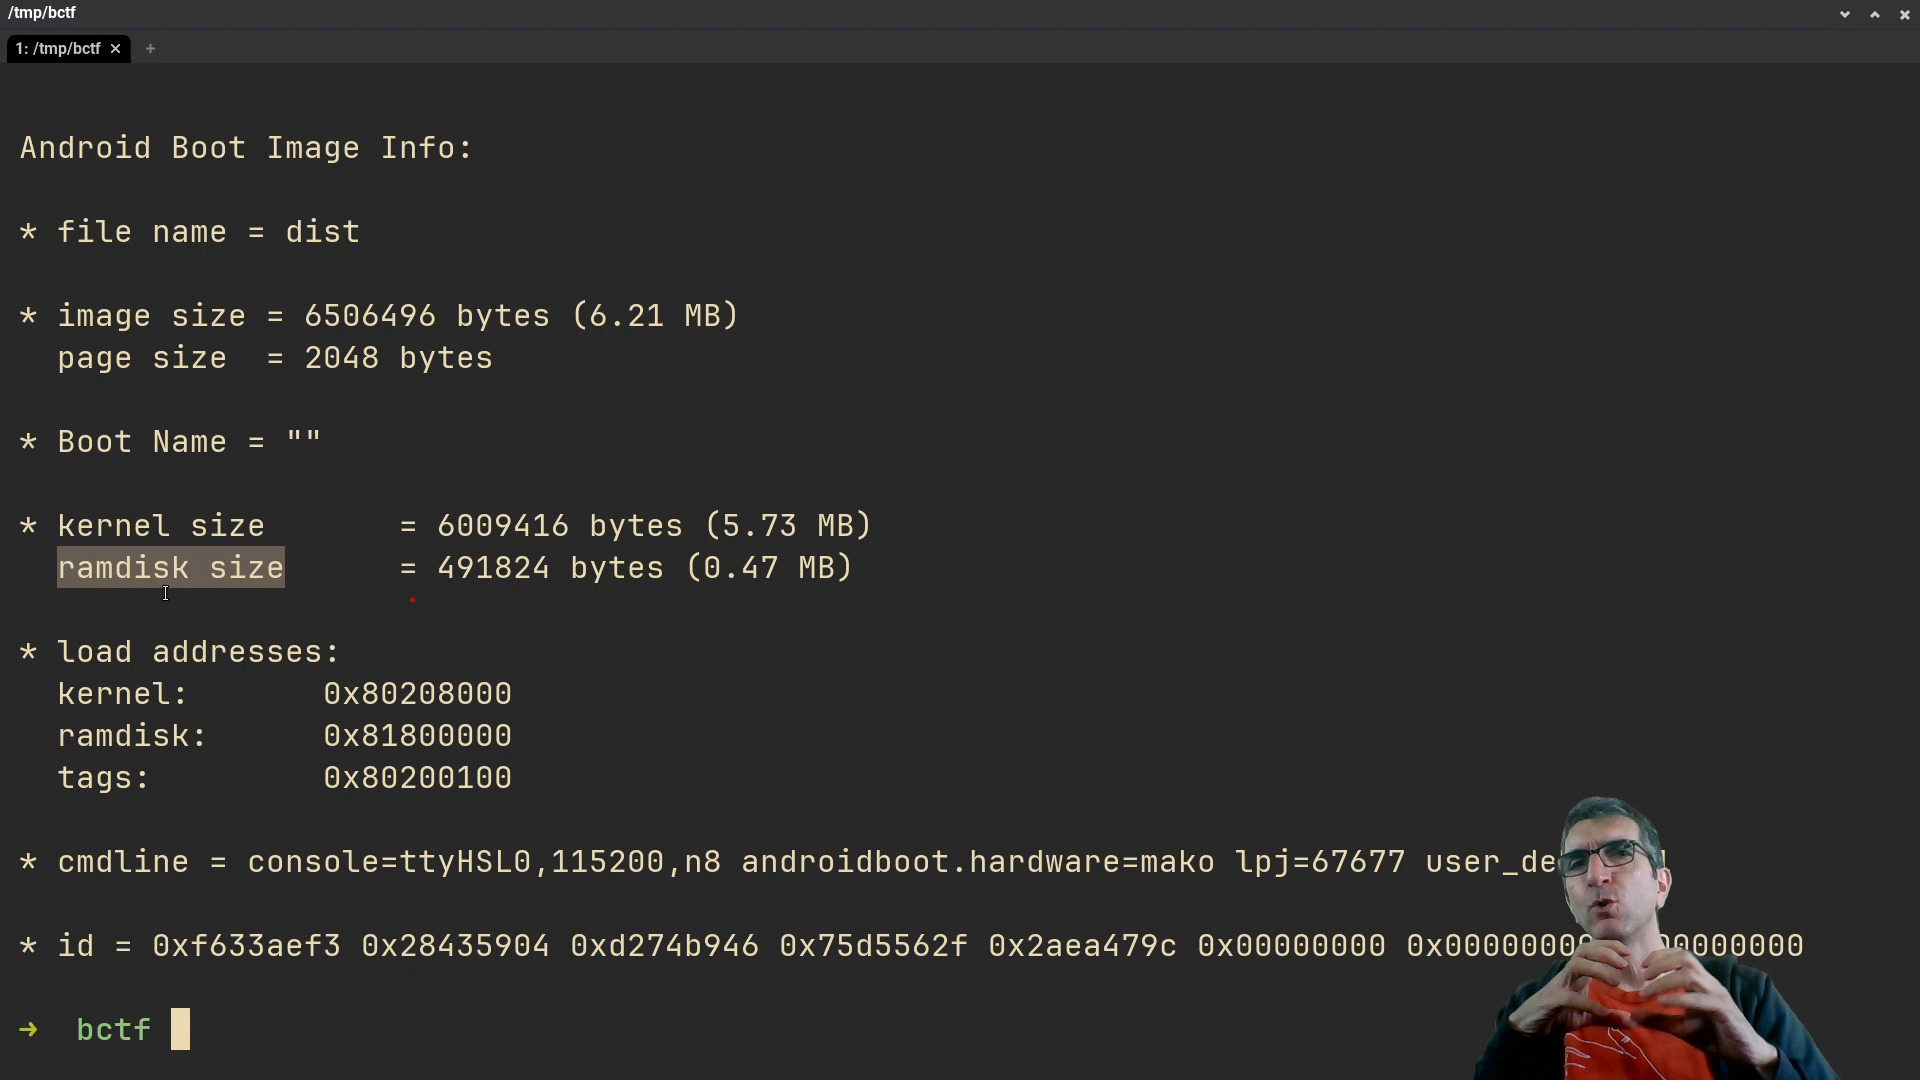 /tmp/bctf
1: /tmp/bctf
Android Boot Image Info:
* file name = dist
* image size = 6506496 bytes (6.21 MB)
page size = 2048 bytes
* Boot Name = ""
* kernel size = 6009416 bytes (5.73 MB)
ramdisk size = 491824 bytes (0.47 MB)
* load addresses:
kernel: 0x80208000
ramdisk: 0x81800000
tags: 0x80200100
* cmdline = console=ttyHSL0,115200,n8 androidboot.hardware=mako lpj=67677
* id = 0xf633aef3 0x28435904 0xd274b946 0x75d5562f 0x2aea479c 0x00000000
➜ bctf